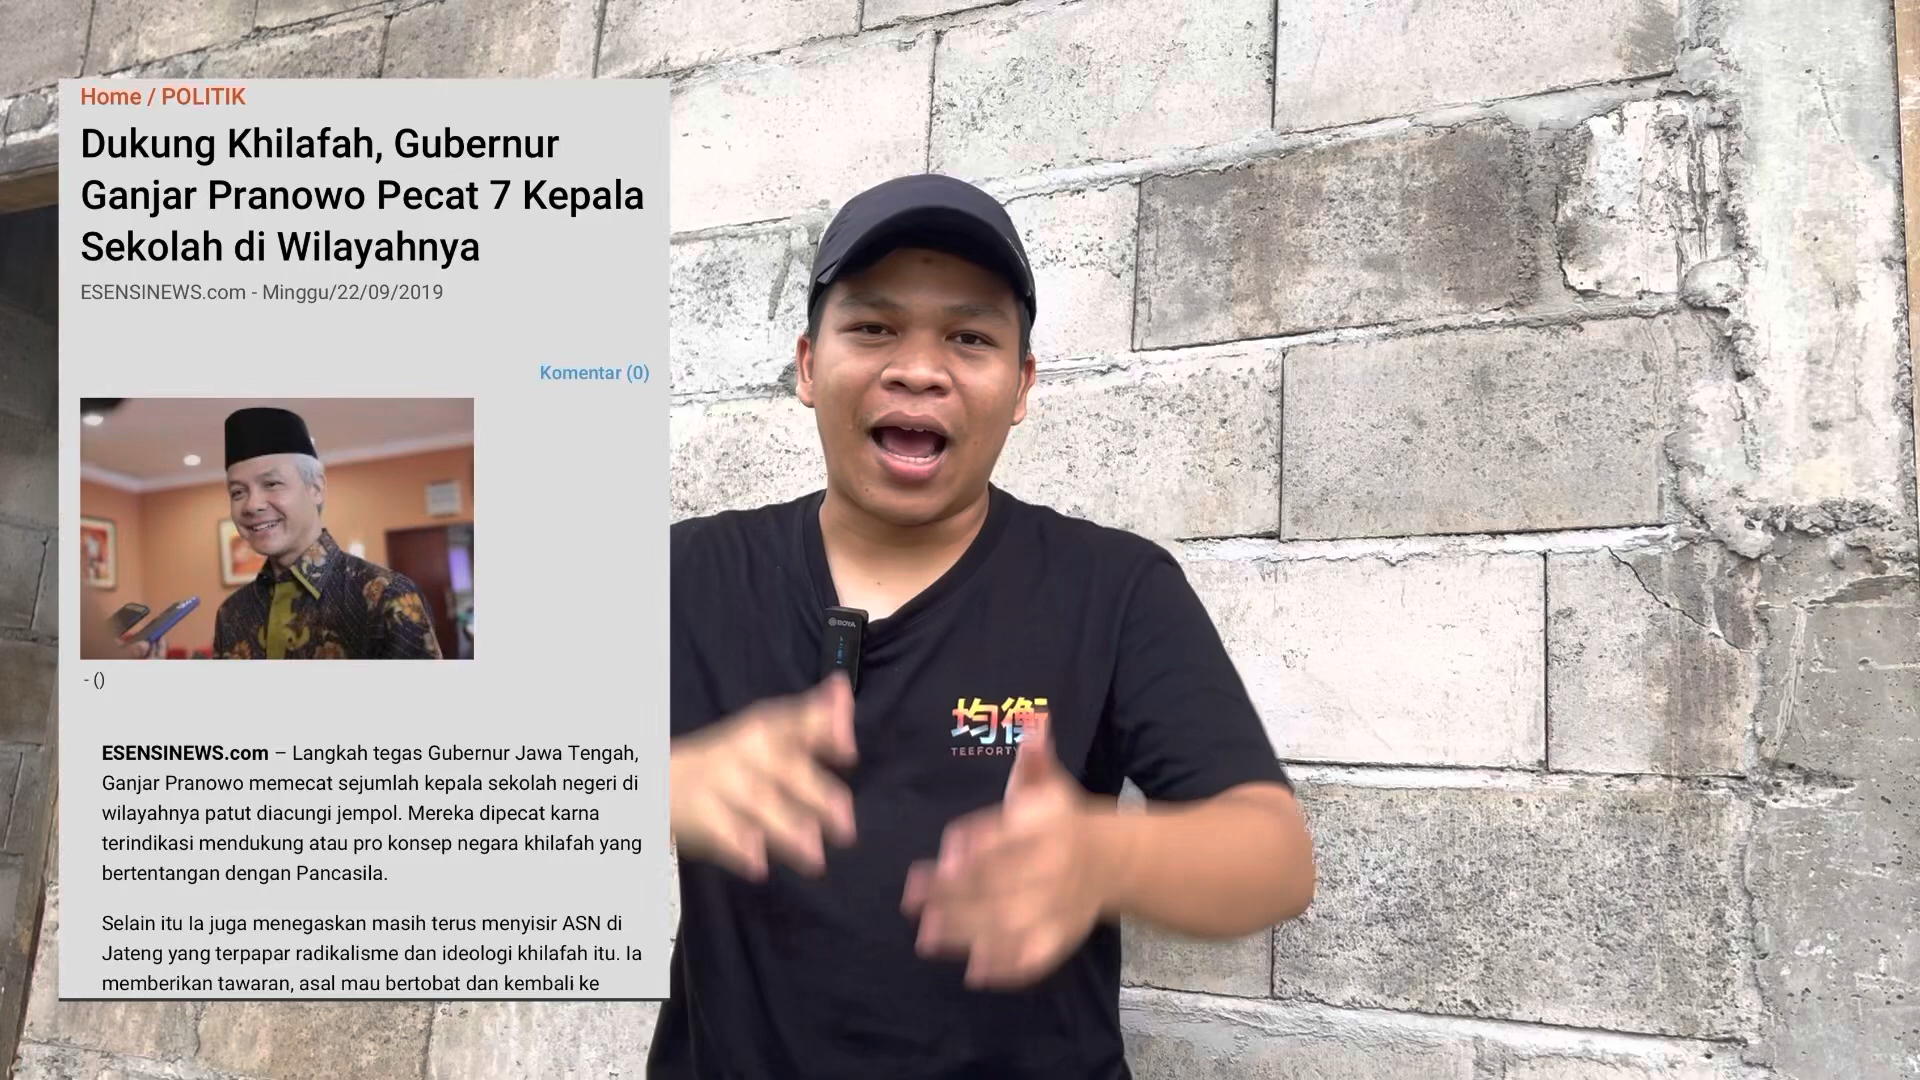 Home / POLITIK
Dukung Khilafah, Gubernur
Ganjar Pranowo Pecat 7 Kepala
Sekolah di Wilayahnya
ESENSINEWS.com - Minggu/22/09/2019
Komentar (0)
- ()
ESENSINEWS.com – Langkah tegas Gubernur Jawa Tengah,
Ganjar Pranowo memecat sejumlah kepala sekolah negeri di
wilayahnya patut diacungi jempol. Mereka dipecat karna
terindikasi mendukung atau pro konsep negara khilafah yang
bertentangan dengan Pancasila.
Selain itu Ia juga menegaskan masih terus menyisir ASN di
Jateng yang terpapar radikalisme dan ideologi khilafah itu. Ia
memberikan tawaran, asal mau bertobat dan kembali ke
BOYA
均衡